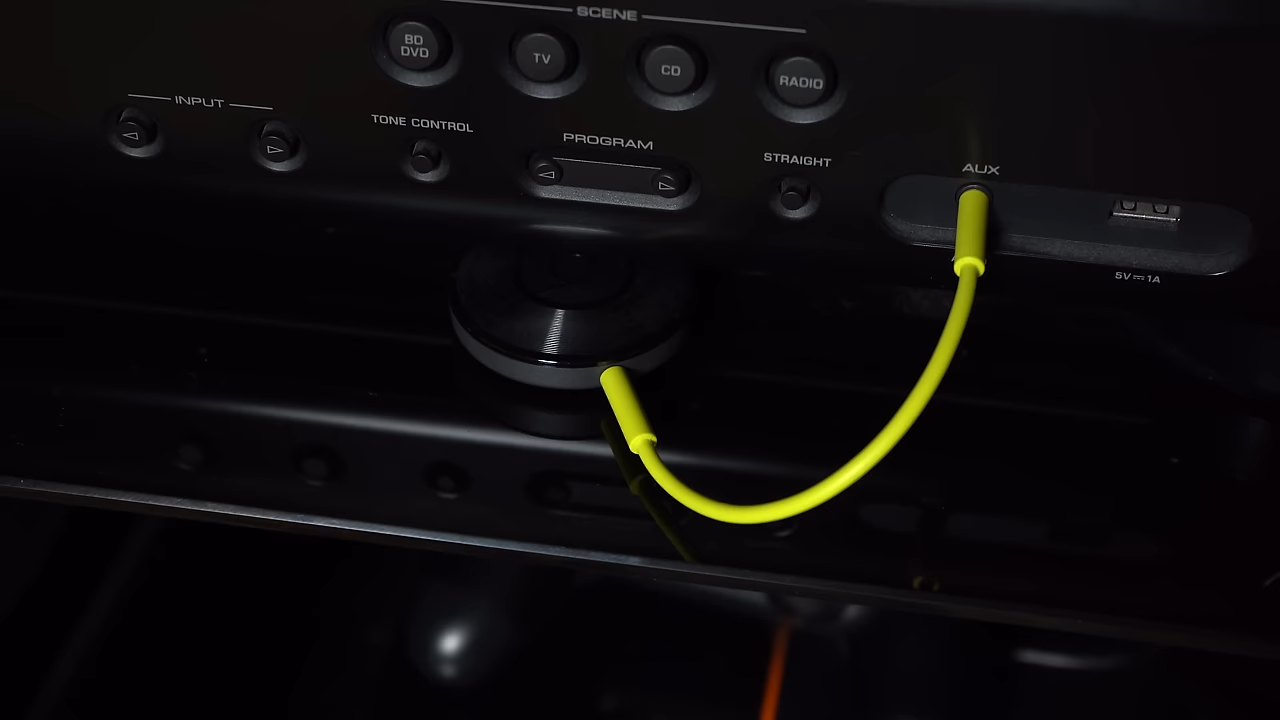 SCENE
BD
DVD
TV
CD
RADIO
INPUT
TONE CONTROL
PROGRAM
STRAIGHT
AUX
5V⎓1A